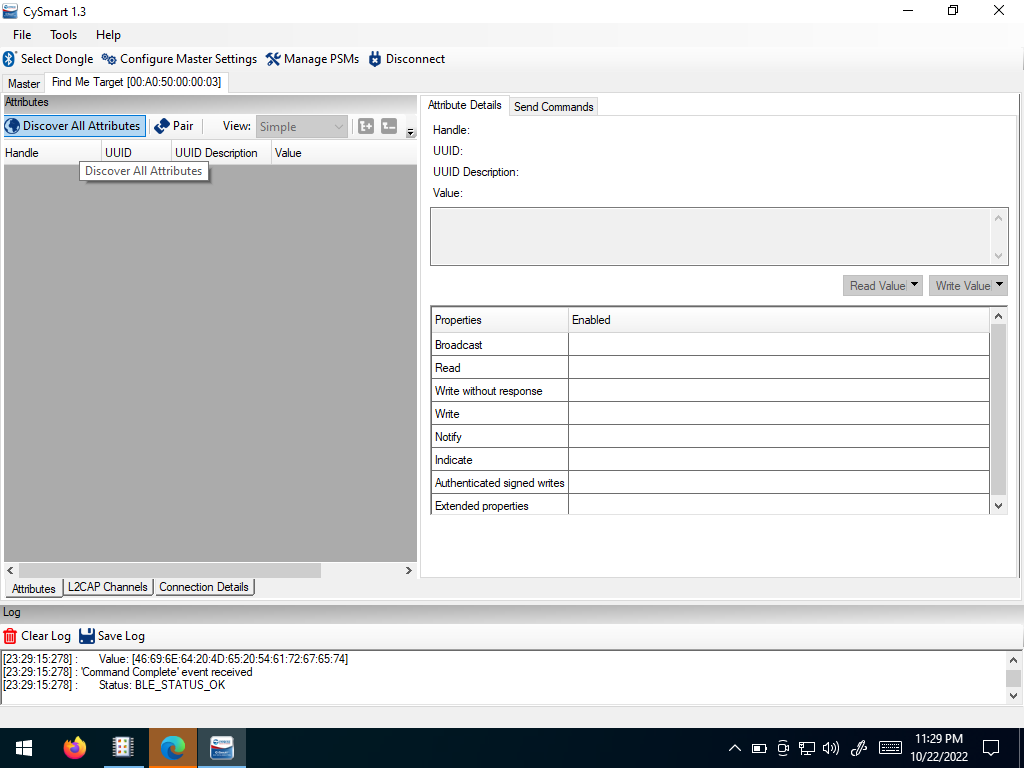 CySmart 1.3
File Tools Help
Select Dongle Configure Master Settings Manage PSMs Disconnect
Master Find Me Target [00:A0:50:00:00:03]
Attributes
Discover All Attributes Pair View: Simple
Handle UUID UUID Description Value
Discover All Attributes
Attribute Details Send Commands
Handle:
UUID:
UUID Description:
Value:
Read Value Write Value
Properties Enabled
Broadcast
Read
Write without response
Write
Notify
Indicate
Authenticated signed writes
Extended properties
Attributes L2CAP Channels Connection Details
Log
Clear Log Save Log
[23:29:15:278] : Value: [46:69:6E:64:20:4D:65:20:54:61:72:67:65:74]
[23:29:15:278] : 'Command Complete' event received
[23:29:15:278] : Status: BLE_STATUS_OK
11:29 PM
10/22/2022